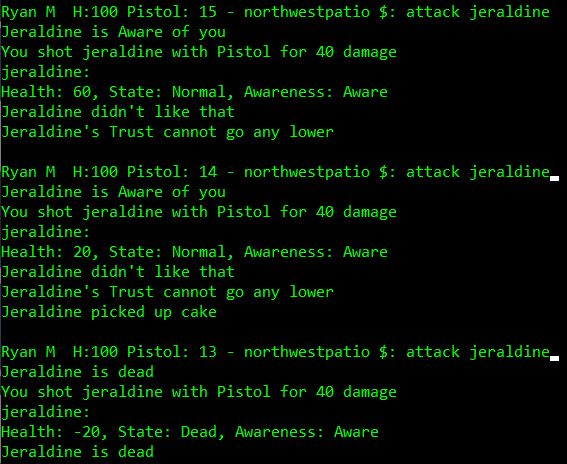 Ryan M  H:100 Pistol: 15 - northwestpatio $: attack jeraldine
Jeraldine is Aware of you
You shot jeraldine with Pistol for 40 damage
jeraldine:
Health: 60, State: Normal, Awareness: Aware
Jeraldine didn't like that
Jeraldine's Trust cannot go any lower
Ryan M  H:100 Pistol: 14 - northwestpatio $: attack jeraldine
Jeraldine is Aware of you
You shot jeraldine with Pistol for 40 damage
jeraldine:
Health: 20, State: Normal, Awareness: Aware
Jeraldine didn't like that
Jeraldine's Trust cannot go any lower
Jeraldine picked up cake
Ryan M  H:100 Pistol: 13 - northwestpatio $: attack jeraldine
Jeraldine is dead
You shot jeraldine with Pistol for 40 damage
jeraldine:
Health: -20, State: Dead, Awareness: Aware
Jeraldine is dead